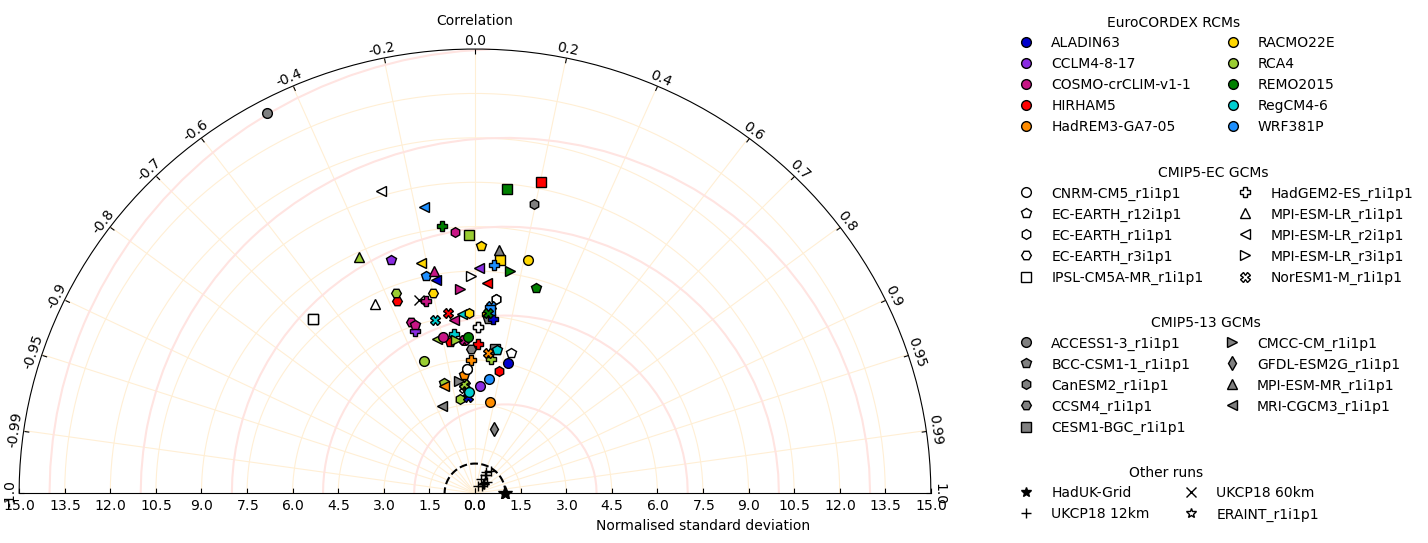 Correlation
0.0
-0.2 0.2
-0.4 0.4
-0.6 0.6
-0.7 0.7
-0.8 0.8
-0.9 0.9
-0.95 0.95
-0.99 0.99
-1.0 1.0
15.0 13.5 12.0 10.5 9.0 7.5 6.0 4.5 3.0 1.5 0.0 1.5 3.0 4.5 6.0 7.5 9.0 10.5 12.0 13.5 15.0
Normalised standard deviation
EuroCORDEX RCMs
ALADIN63 RACMO22E
CCLM4-8-17 RCA4
COSMO-crCLIM-v1-1 REMO2015
HIRHAM5 RegCM4-6
HadREM3-GA7-05 WRF381P
CMIP5-EC GCMs
CNRM-CM5_r1i1p1 HadGEM2-ES_r1i1p1
EC-EARTH_r12i1p1 MPI-ESM-LR_r1i1p1
EC-EARTH_r1i1p1 MPI-ESM-LR_r2i1p1
EC-EARTH_r3i1p1 MPI-ESM-LR_r3i1p1
IPSL-CM5A-MR_r1i1p1 NorESM1-M_r1i1p1
CMIP5-13 GCMs
ACCESS1-3_r1i1p1 CMCC-CM_r1i1p1
BCC-CSM1-1_r1i1p1 GFDL-ESM2G_r1i1p1
CanESM2_r1i1p1 MPI-ESM-MR_r1i1p1
CCSM4_r1i1p1 MRI-CGCM3_r1i1p1
CESM1-BGC_r1i1p1
Other runs
HadUK-Grid UKCP18 60km
UKCP18 12km ERAINT_r1i1p1